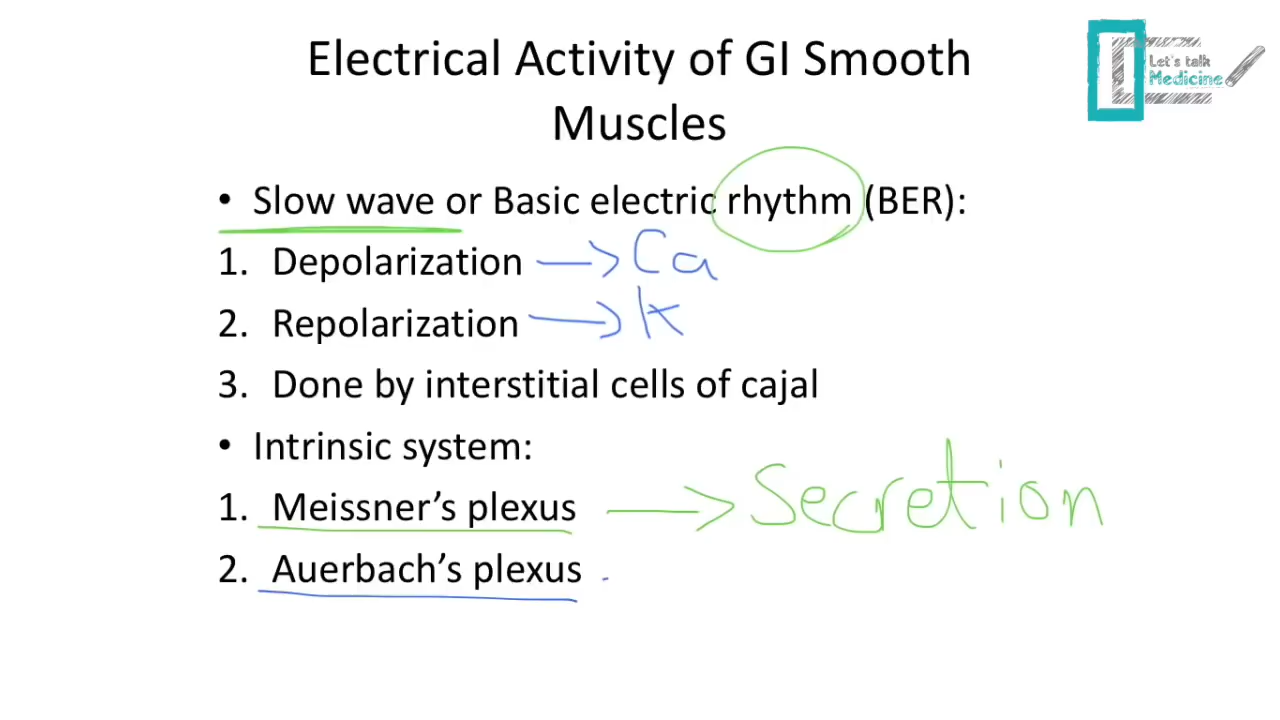 Electrical Activity of GI Smooth
Muscles
Let's talk
Medicine
• Slow wave or Basic electric rhythm (BER):
1. Depolarization → Ca
2. Repolarization → K
3. Done by interstitial cells of cajal
• Intrinsic system:
1. Meissner’s plexus → Secretion
2. Auerbach’s plexus